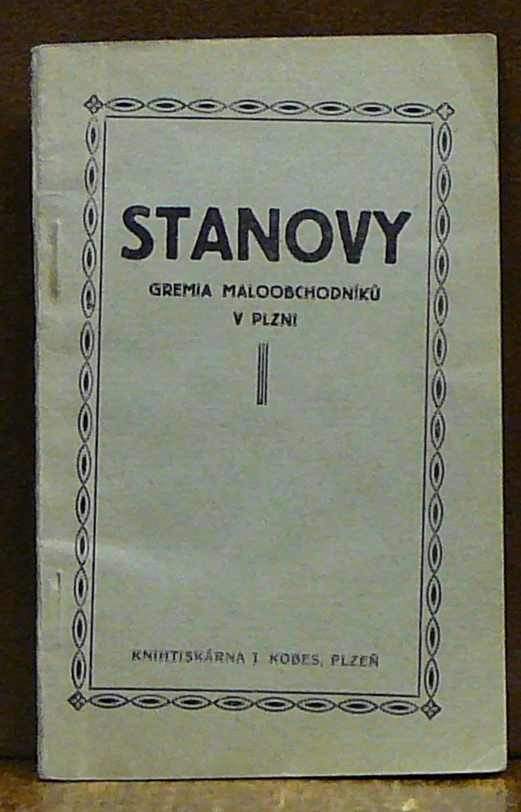 STANOVY
GREMIA MALOOBCHODNÍKŮ
V PLZNI
KNIHTISKÁRNA J. KOBES, PLZEŇ